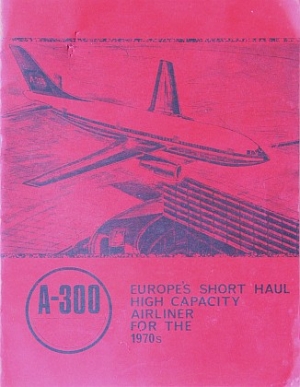 A-300
EUROPE'S SHORT HAUL
HIGH CAPACITY
AIRLINER
FOR THE
1970s